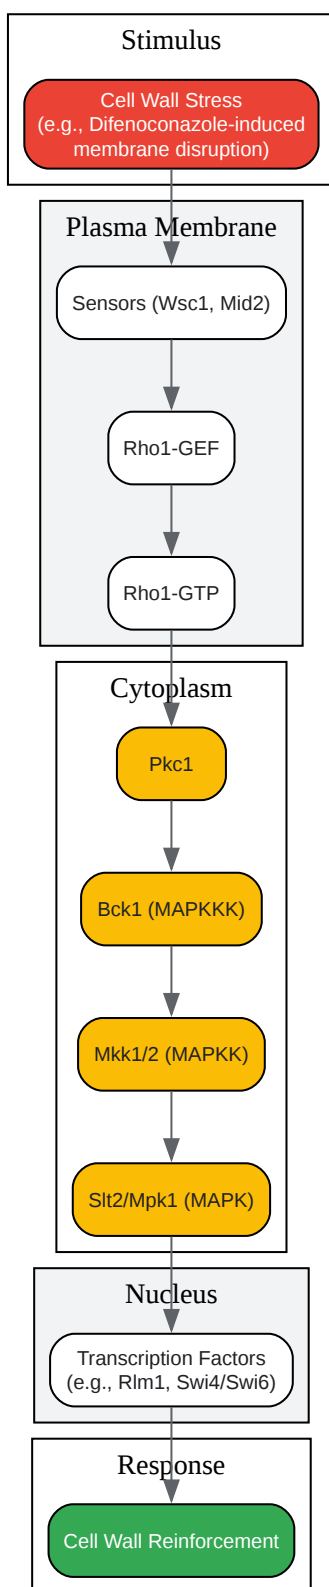 Stimulus
Cell Wall Stress
(e.g., Difenoconazole-induced
membrane disruption)
Plasma Membrane
Sensors (Wsc1, Mid2)
Rho1-GEF
Rho1-GTP
Cytoplasm
Pkc1
Bck1 (MAPKKK)
Mkk1/2 (MAPKK)
Slt2/Mpk1 (MAPK)
Nucleus
Transcription Factors
(e.g., Rlm1, Swi4/Swi6)
Response
Cell Wall Reinforcement